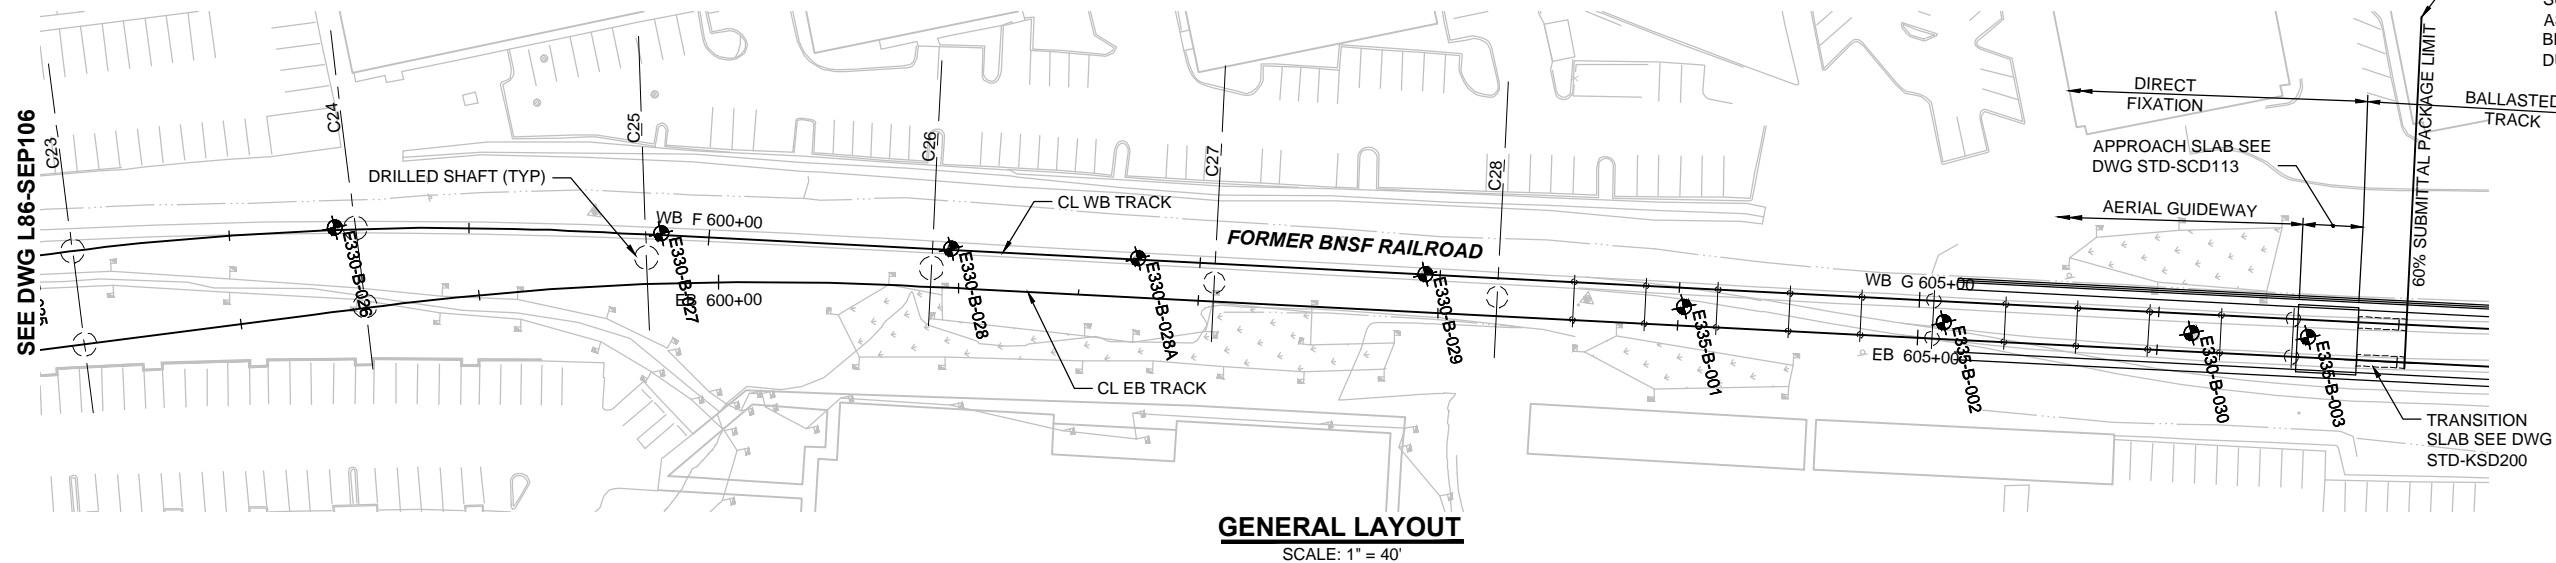 SEE DWG L86-SEP106
C23
C24
C25
C26
C27
C28
DRILLED SHAFT (TYP)
WB F 600+00
EB 600+00
CL WB TRACK
FORMER BNSF RAILROAD
CL EB TRACK
E330-B-026
E330-B-027
E330-B-028
E330-B-028A
E330-B-029
E335-B-001
E335-B-002
E330-B-030
E335-B-003
WB G 605+00
EB 605+00
DIRECT
FIXATION
BALLASTED
TRACK
APPROACH SLAB SEE
DWG STD-SCD113
AERIAL GUIDEWAY
60% SUBMITTAL PACKAGE LIMIT
TRANSITION
SLAB SEE DWG
STD-KSD200
GENERAL LAYOUT
SCALE: 1" = 40'